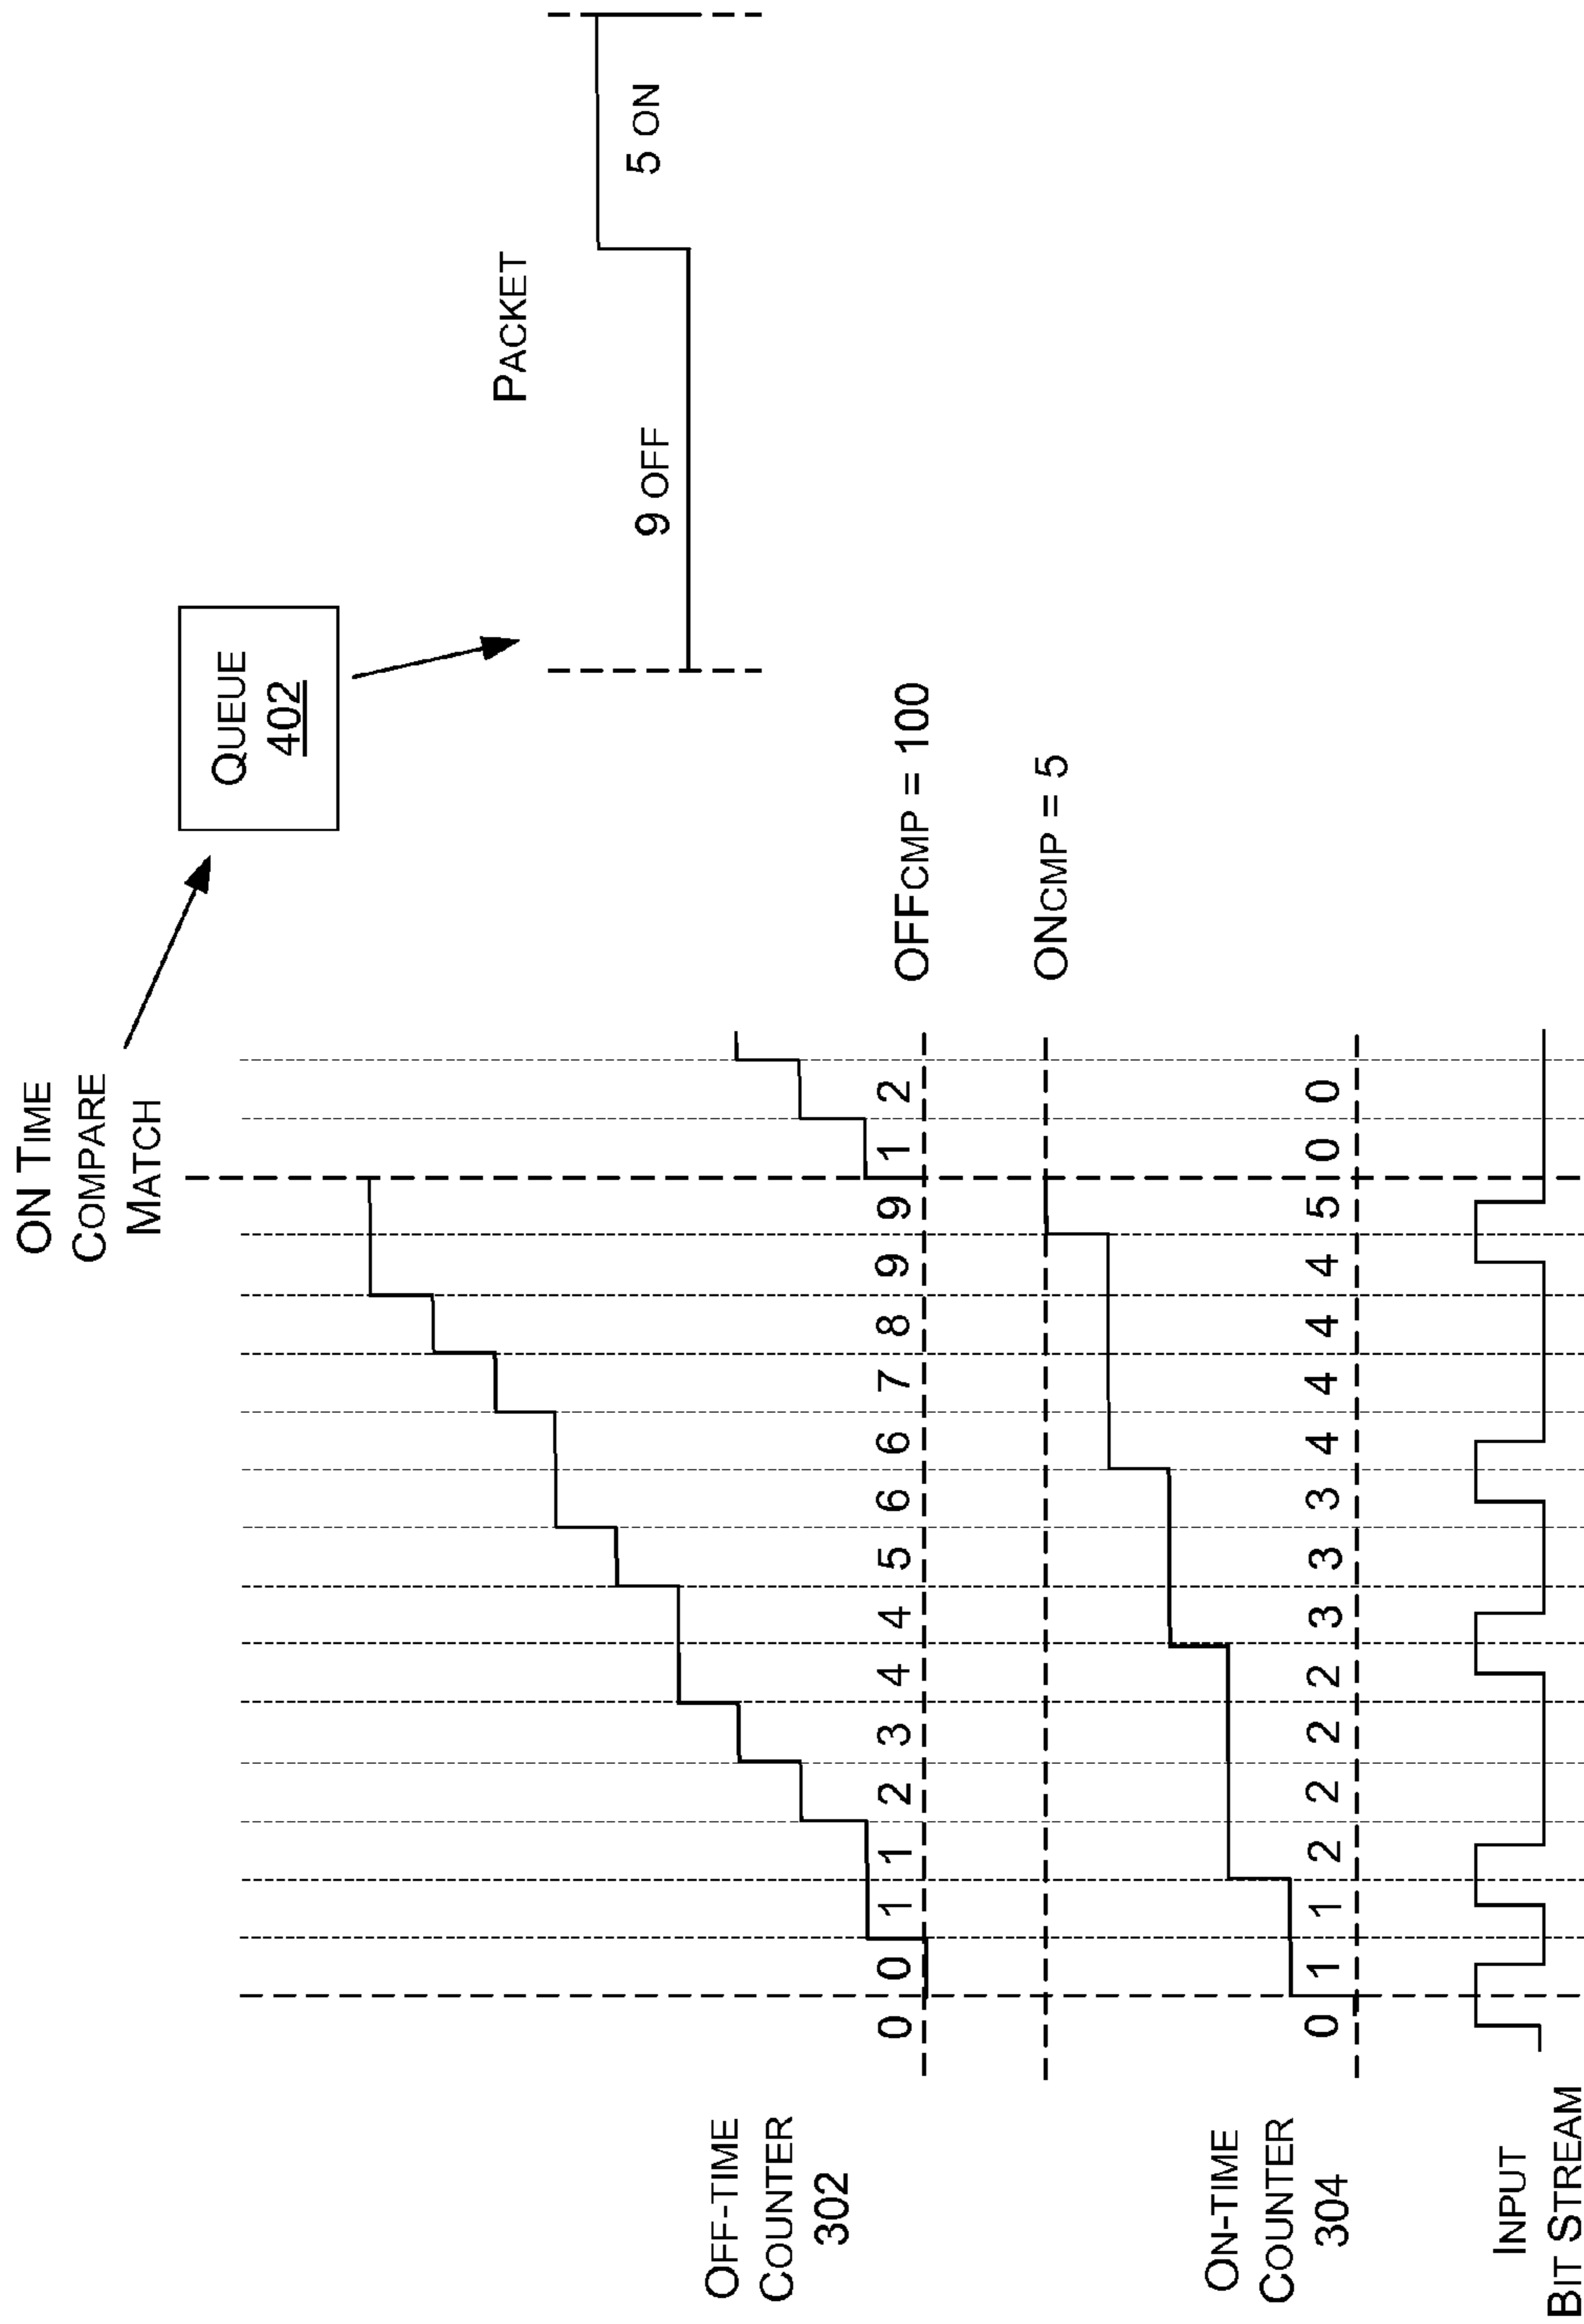 ON TIME
COMPARE
MATCH
QUEUE
402
PACKET
9 OFF
5 ON
OFF-TIME
COUNTER
302
0 0 1 1 2 3 4 4 5 6 6 7 8 9 9 1 2
OFFCMP = 100
ONCMP = 5
ON-TIME
COUNTER
304
0 1 1 2 2 2 2 3 3 3 4 4 4 4 5 0 0
INPUT
BIT STREAM